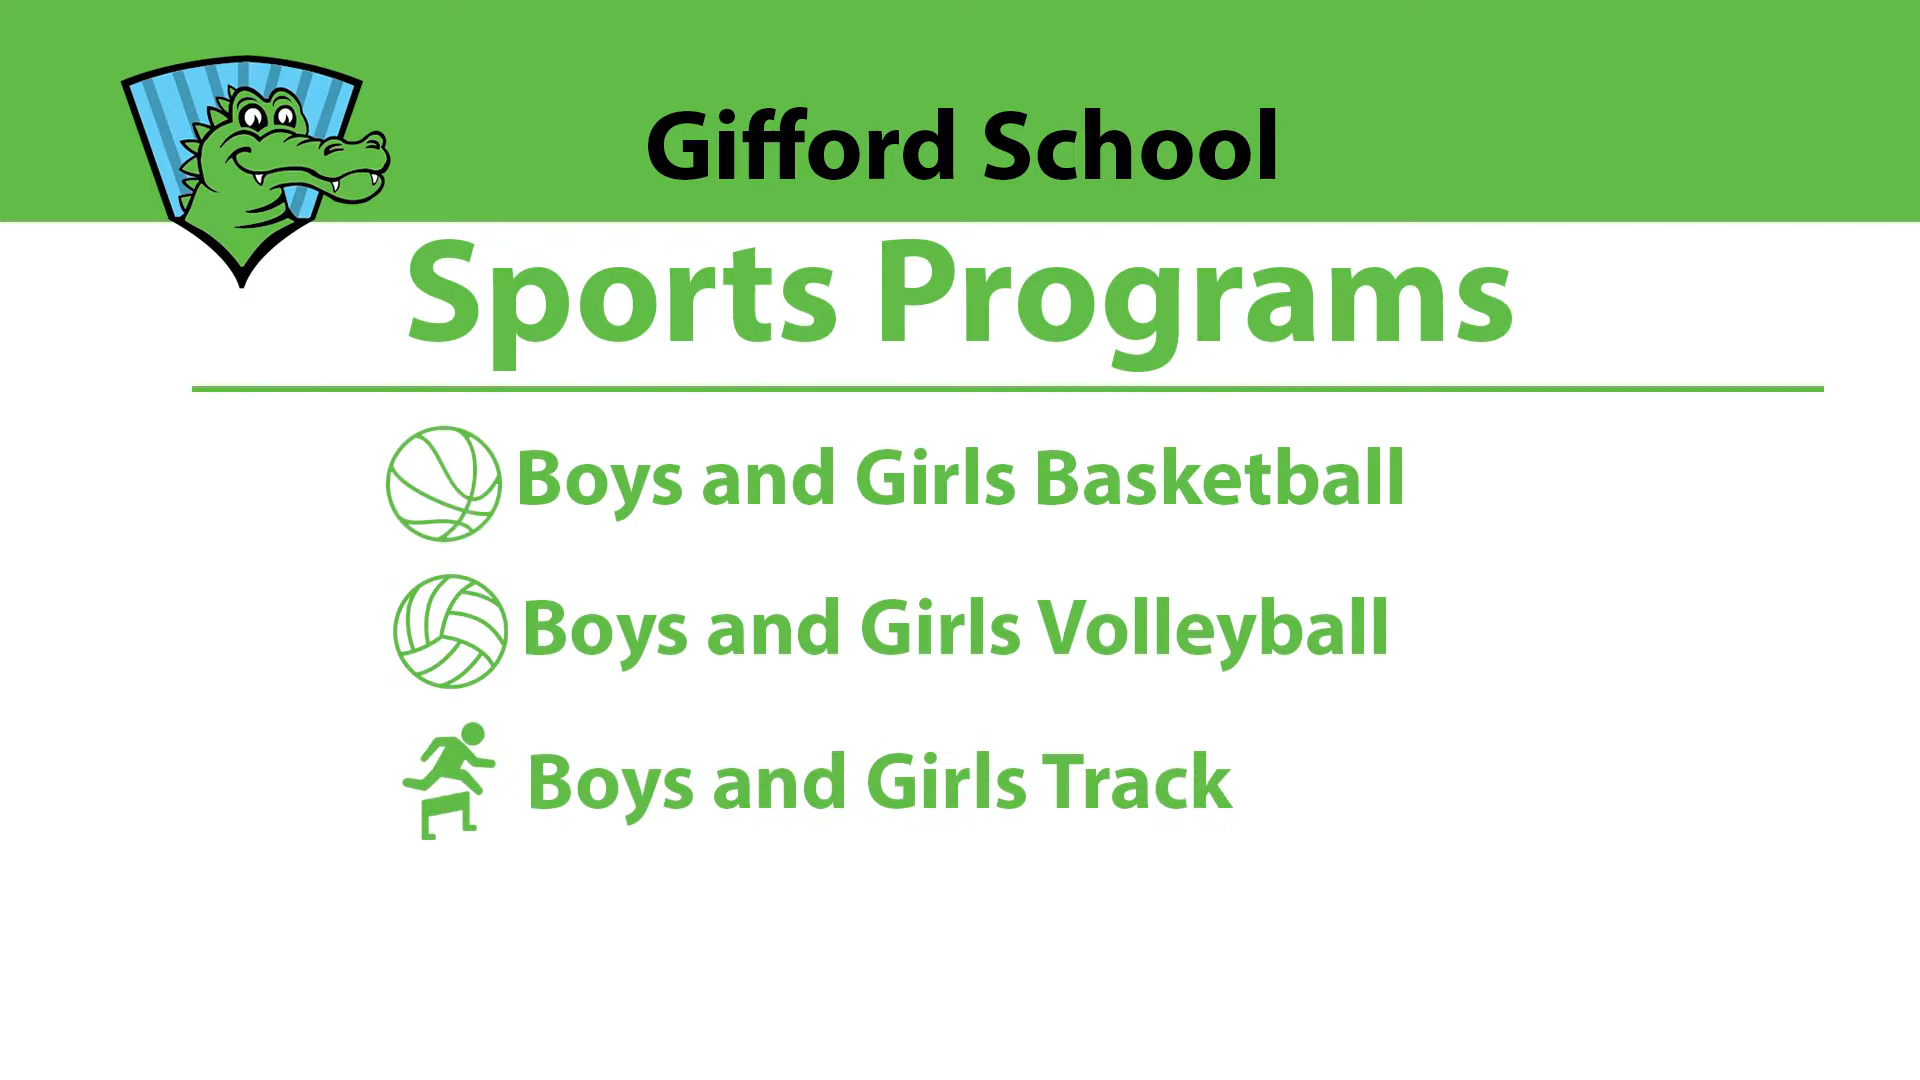 Gifford School
Sports Programs
Boys and Girls Basketball
Boys and Girls Volleyball
Boys and Girls Track